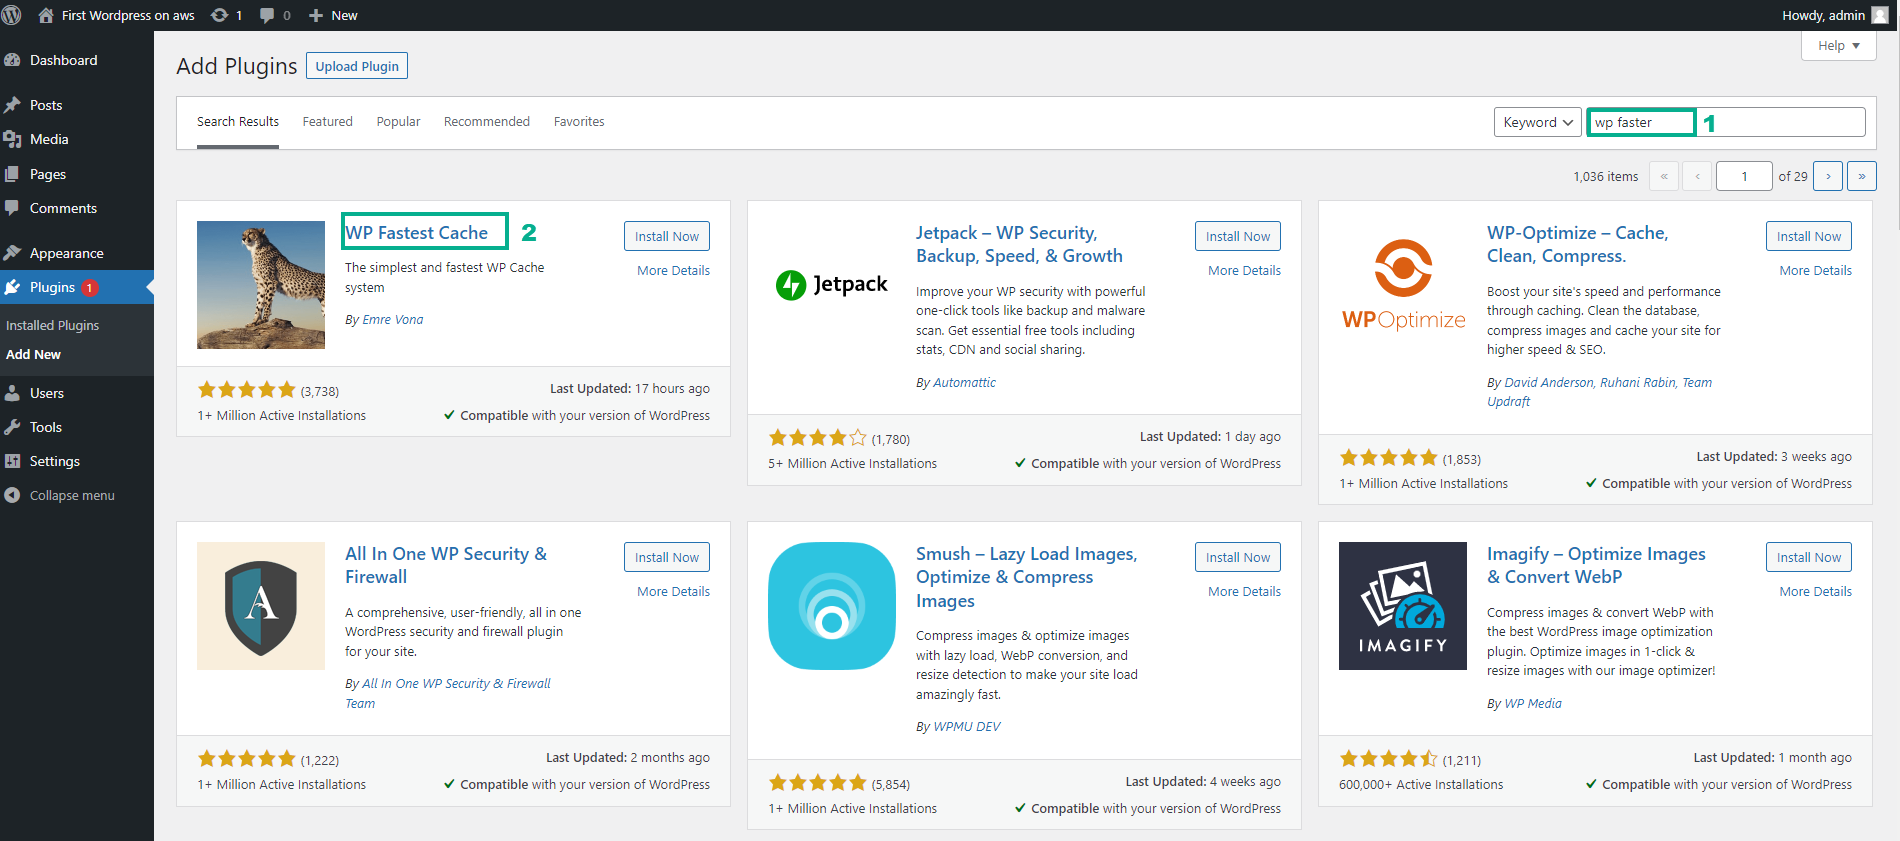 First Wordpress on aws 1 0 New Howdy, admin
Dashboard
Posts
Media
Pages
Comments
Appearance
Plugins 1
Installed Plugins
Add New
Users
Tools
Settings
Collapse menu
Help
Add Plugins Upload Plugin
Search Results Featured Popular Recommended Favorites Keyword wp faster 1
1,036 items « ‹ 1 of 29 › »
WP Fastest Cache 2
Install Now
More Details
The simplest and fastest WP Cache
system
By Emre Vona
(3,738) Last Updated: 17 hours ago
1+ Million Active Installations Compatible with your version of WordPress
Jetpack
Jetpack – WP Security,
Backup, Speed, & Growth
Install Now
More Details
Improve your WP security with powerful
one-click tools like backup and malware
scan. Get essential free tools including
stats, CDN and social sharing.
By Automattic
(1,780) Last Updated: 1 day ago
5+ Million Active Installations Compatible with your version of WordPress
WPOptimize
WP-Optimize – Cache,
Clean, Compress.
Install Now
More Details
Boost your site's speed and performance
through caching. Clean the database,
compress images and cache your site for
higher speed & SEO.
By David Anderson, Ruhani Rabin, Team
Updraft
(1,853) Last Updated: 3 weeks ago
1+ Million Active Installations Compatible with your version of WordPress
A
All In One WP Security &
Firewall
Install Now
More Details
A comprehensive, user-friendly, all in one
WordPress security and firewall plugin
for your site.
By All In One WP Security & Firewall
Team
(1,222) Last Updated: 2 months ago
1+ Million Active Installations Compatible with your version of WordPress
Smush – Lazy Load Images,
Optimize & Compress
Images
Install Now
More Details
Compress images & optimize images
with lazy load, WebP conversion, and
resize detection to make your site load
amazingly fast.
By WPMU DEV
(5,854) Last Updated: 4 weeks ago
1+ Million Active Installations Compatible with your version of WordPress
IMAGIFY
Imagify – Optimize Images
& Convert WebP
Install Now
More Details
Compress images & convert WebP with
the best WordPress image optimization
plugin. Optimize images in 1-click &
resize images with our image optimizer!
By WP Media
(1,211) Last Updated: 1 month ago
600,000+ Active Installations Compatible with your version of WordPress